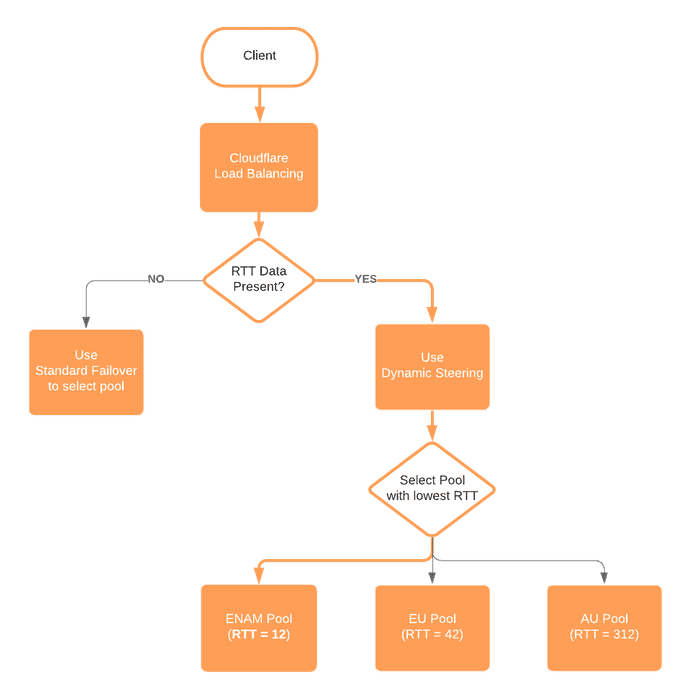 Client
Cloudflare
Load Balancing
RTT Data
Present?
NO
YES
Use
Standard Failover
to select pool
Use
Dynamic Steering
Select Pool
with lowest RTT
ENAM Pool
(RTT = 12)
EU Pool
(RTT = 42)
AU Pool
(RTT = 312)